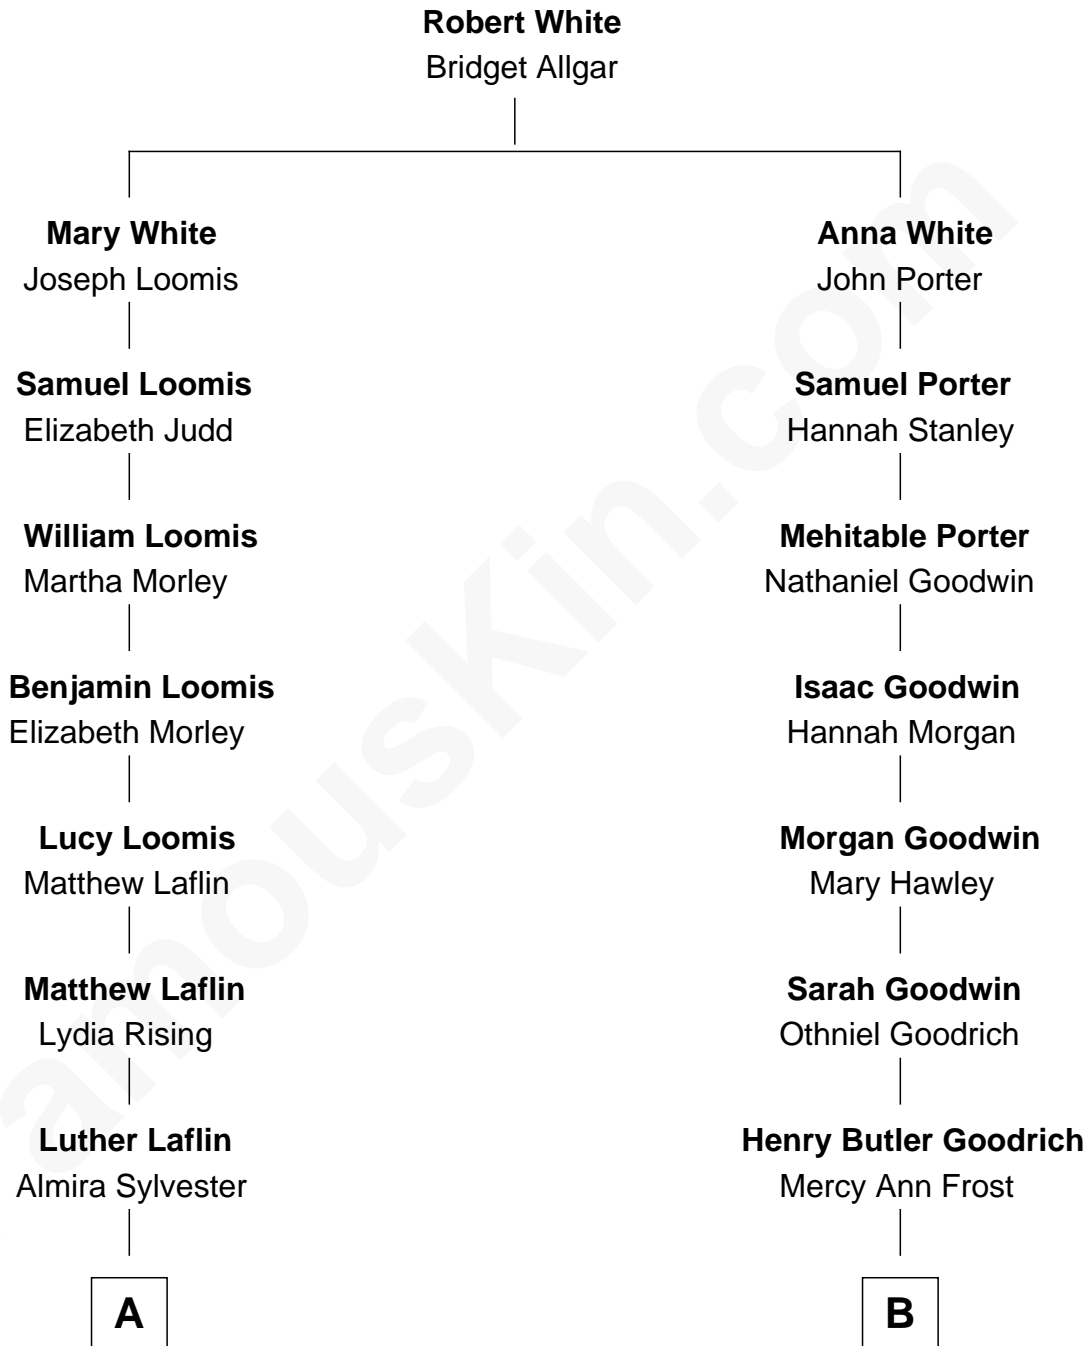 Robert White
Bridget Allgar
Mary White
Joseph Loomis
Samuel Loomis
Elizabeth Judd
William Loomis
Martha Morley
Benjamin Loomis
Elizabeth Morley
Lucy Loomis
Matthew Laflin
Matthew Laflin
Lydia Rising
Luther Laflin
Almira Sylvester
A
Anna White
John Porter
Samuel Porter
Hannah Stanley
Mehitable Porter
Nathaniel Goodwin
Isaac Goodwin
Hannah Morgan
Morgan Goodwin
Mary Hawley
Sarah Goodwin
Othniel Goodrich
Henry Butler Goodrich
Mercy Ann Frost
B
amouskin.com